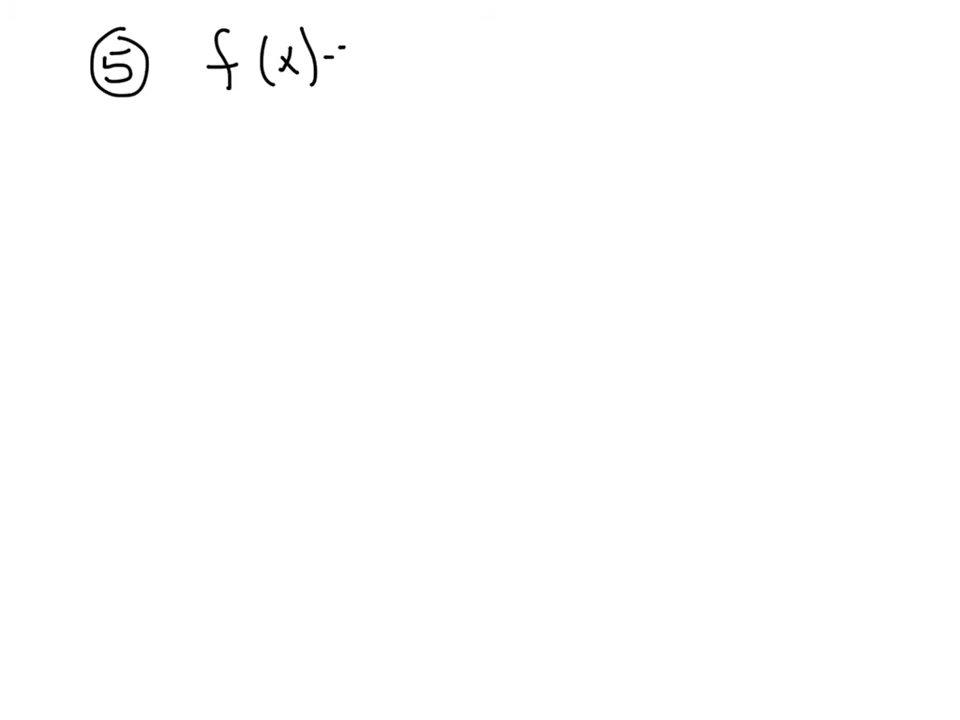 ⑤ f(x)=